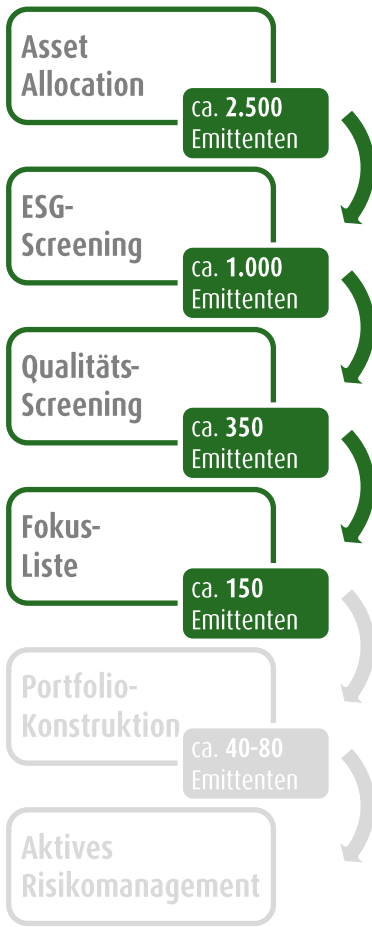 Asset
Allocation
ca. 2.500
Emittenten
ESG-
Screening
ca. 1.000
Emittenten
Qualitäts-
Screening
ca. 350
Emittenten
Fokus-
Liste
ca. 150
Emittenten
Portfolio-
Konstruktion
ca. 40-80
Emittenten
Aktives
Risikomanagement